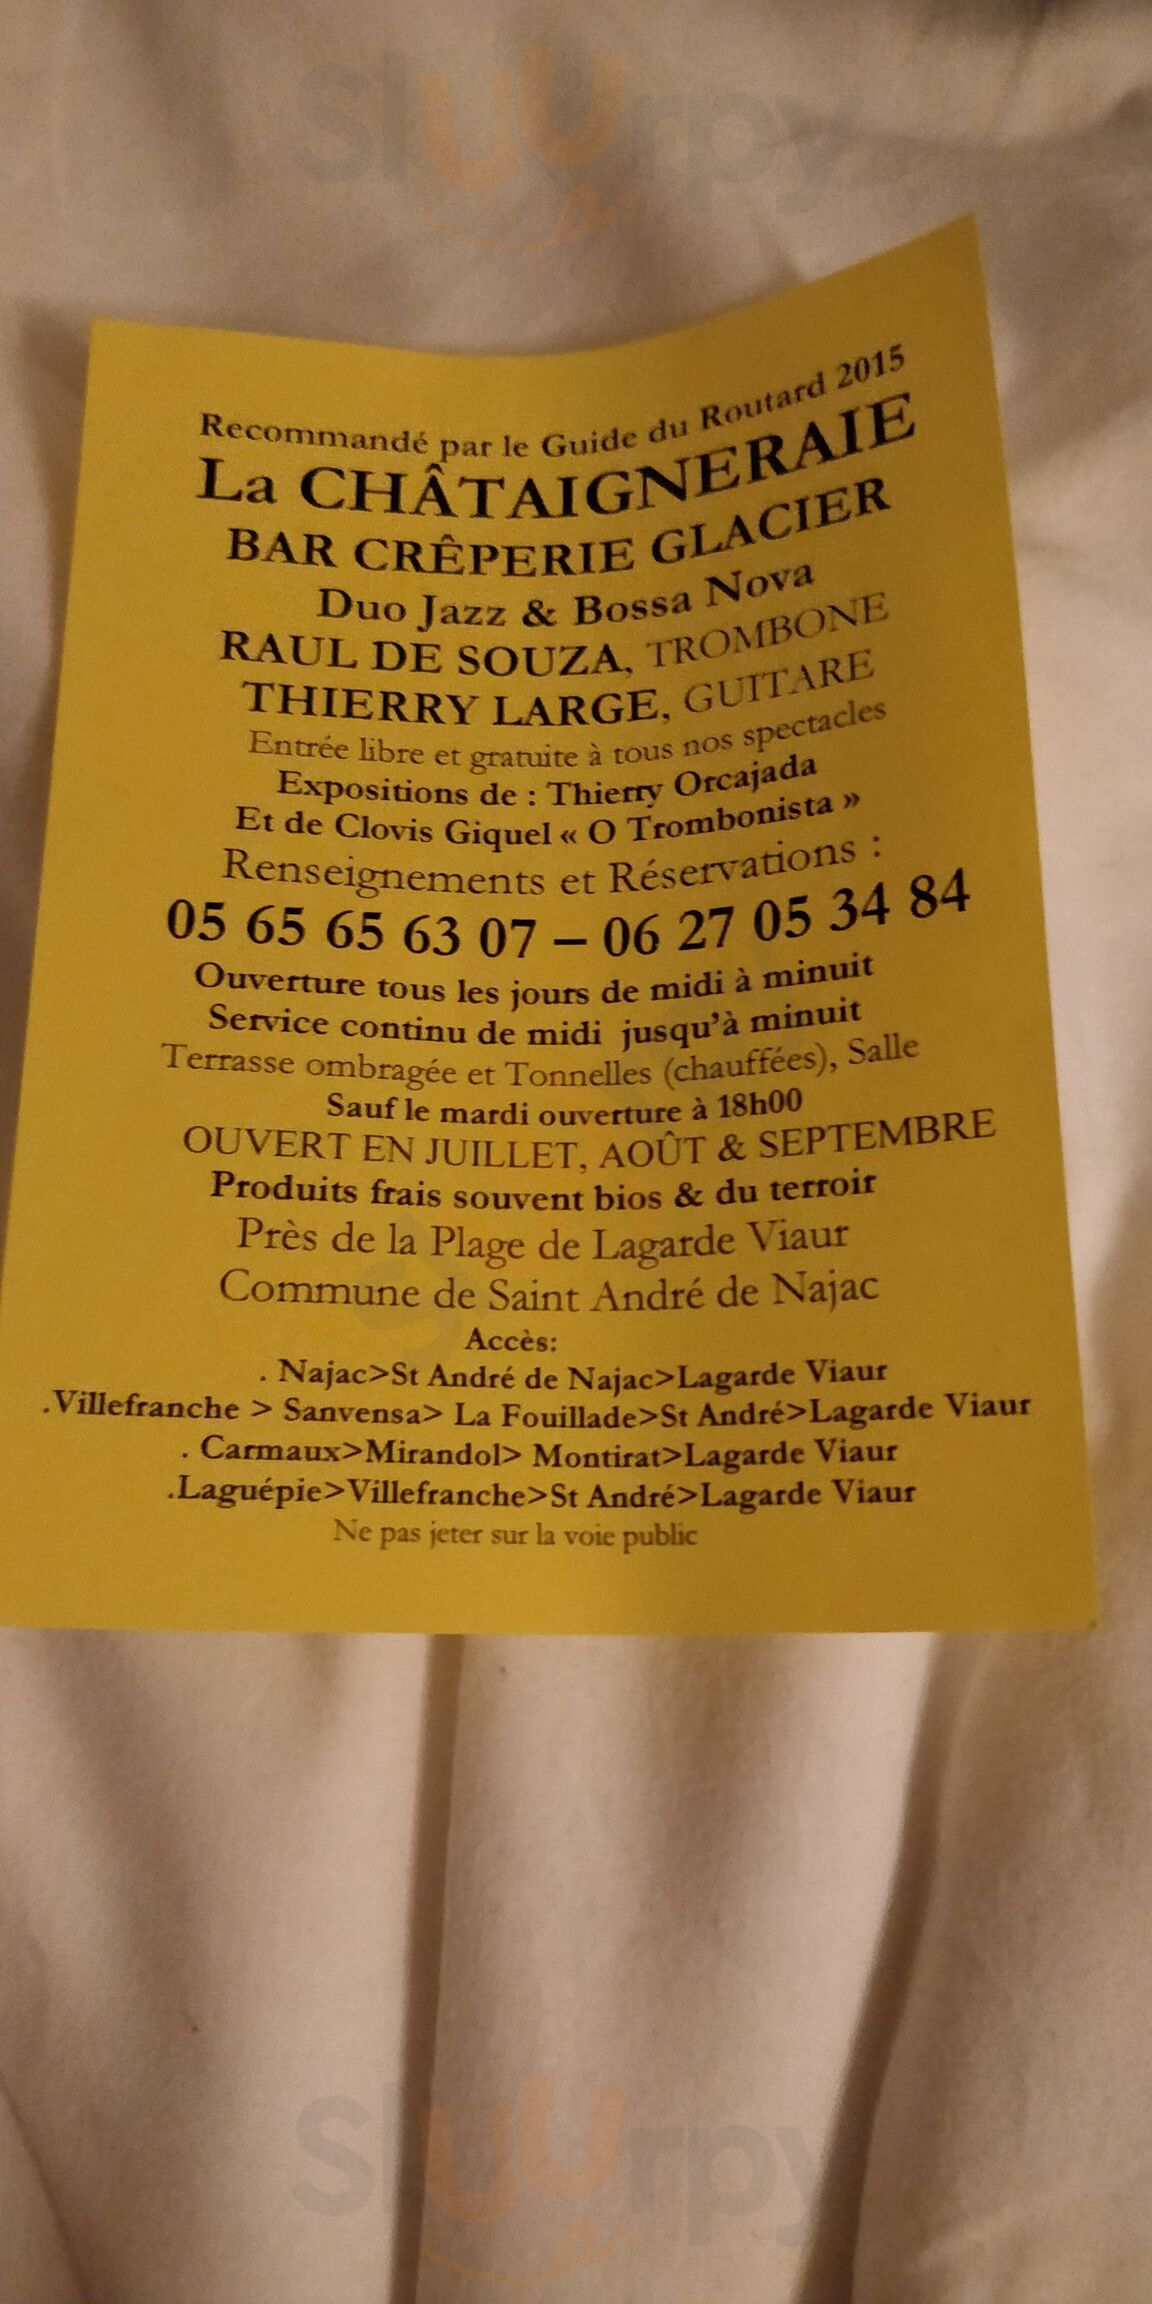 Sluurpy
Recommandé par le Guide du Routard 2015
La CHÂTAIGNERAIE
BAR CRÊPERIE GLACIER
Duo Jazz & Bossa Nova
RAUL DE SOUZA, TROMBONE
THIERRY LARGE, GUITARE
Entrée libre et gratuite à tous nos spectacles
Expositions de : Thierry Orcajada
Et de Clovis Giquel « O Trombonista »
Renseignements et Réservations :
05 65 65 63 07 – 06 27 05 34 84
Ouverture tous les jours de midi à minuit
Service continu de midi jusqu'à minuit
Terrasse ombragée et Tonnelles (chauffées), Salle
Sauf le mardi ouverture à 18h00
OUVERT EN JUILLET, AOÛT & SEPTEMBRE
Produits frais souvent bios & du terroir
Près de la Plage de Lagarde Viaur
Commune de Saint André de Najac
Accès:
. Najac>St André de Najac>Lagarde Viaur
.Villefranche > Sanvensa> La Fouillade>St André>Lagarde Viaur
. Carmaux>Mirandol> Montirat>Lagarde Viaur
.Laguépie>Villefranche>St André>Lagarde Viaur
Ne pas jeter sur la voie public
Sluurpy